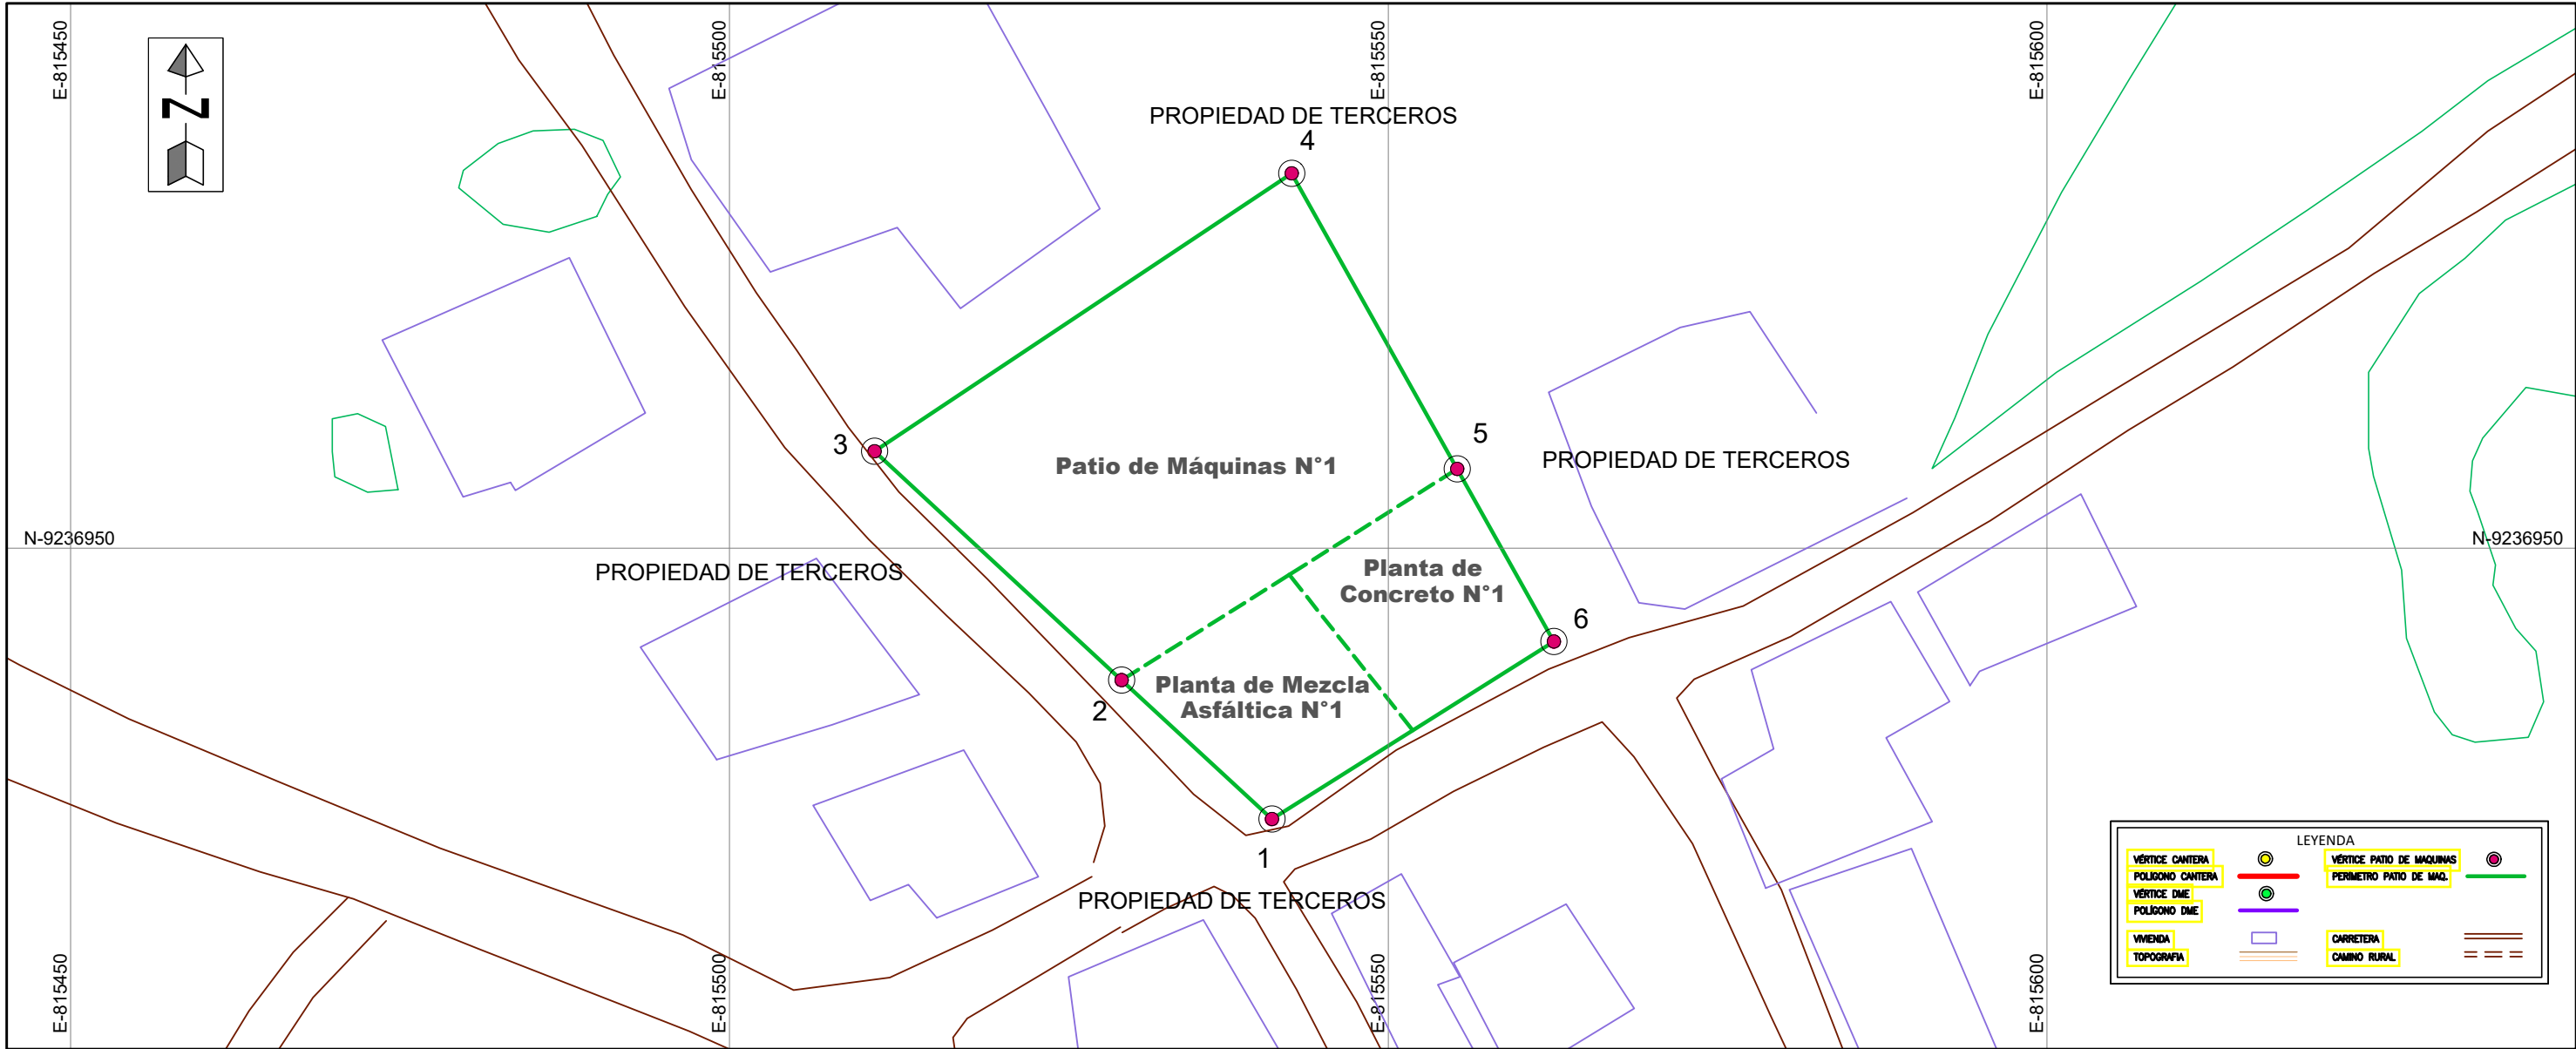 E-815450
E-815500
E-815550
E-815600
N
PROPIEDAD DE TERCEROS
4
3
5
Patio de Máquinas N°1
PROPIEDAD DE TERCEROS
N-9236950
N-9236950
PROPIEDAD DE TERCEROS
Planta de
Concreto N°1
6
2
Planta de Mezcla
Asfáltica N°1
1
PROPIEDAD DE TERCEROS
LEYENDA
VÉRTICE CANTERA
VÉRTICE PATIO DE MAQUINAS
POLÍGONO CANTERA
PERIMETRO PATIO DE MAQ.
VÉRTICE DME
POLÍGONO DME
VIVIENDA
CARRETERA
TOPOGRAFIA
CAMINO RURAL
E-815450
E-815500
E-815550
E-815600